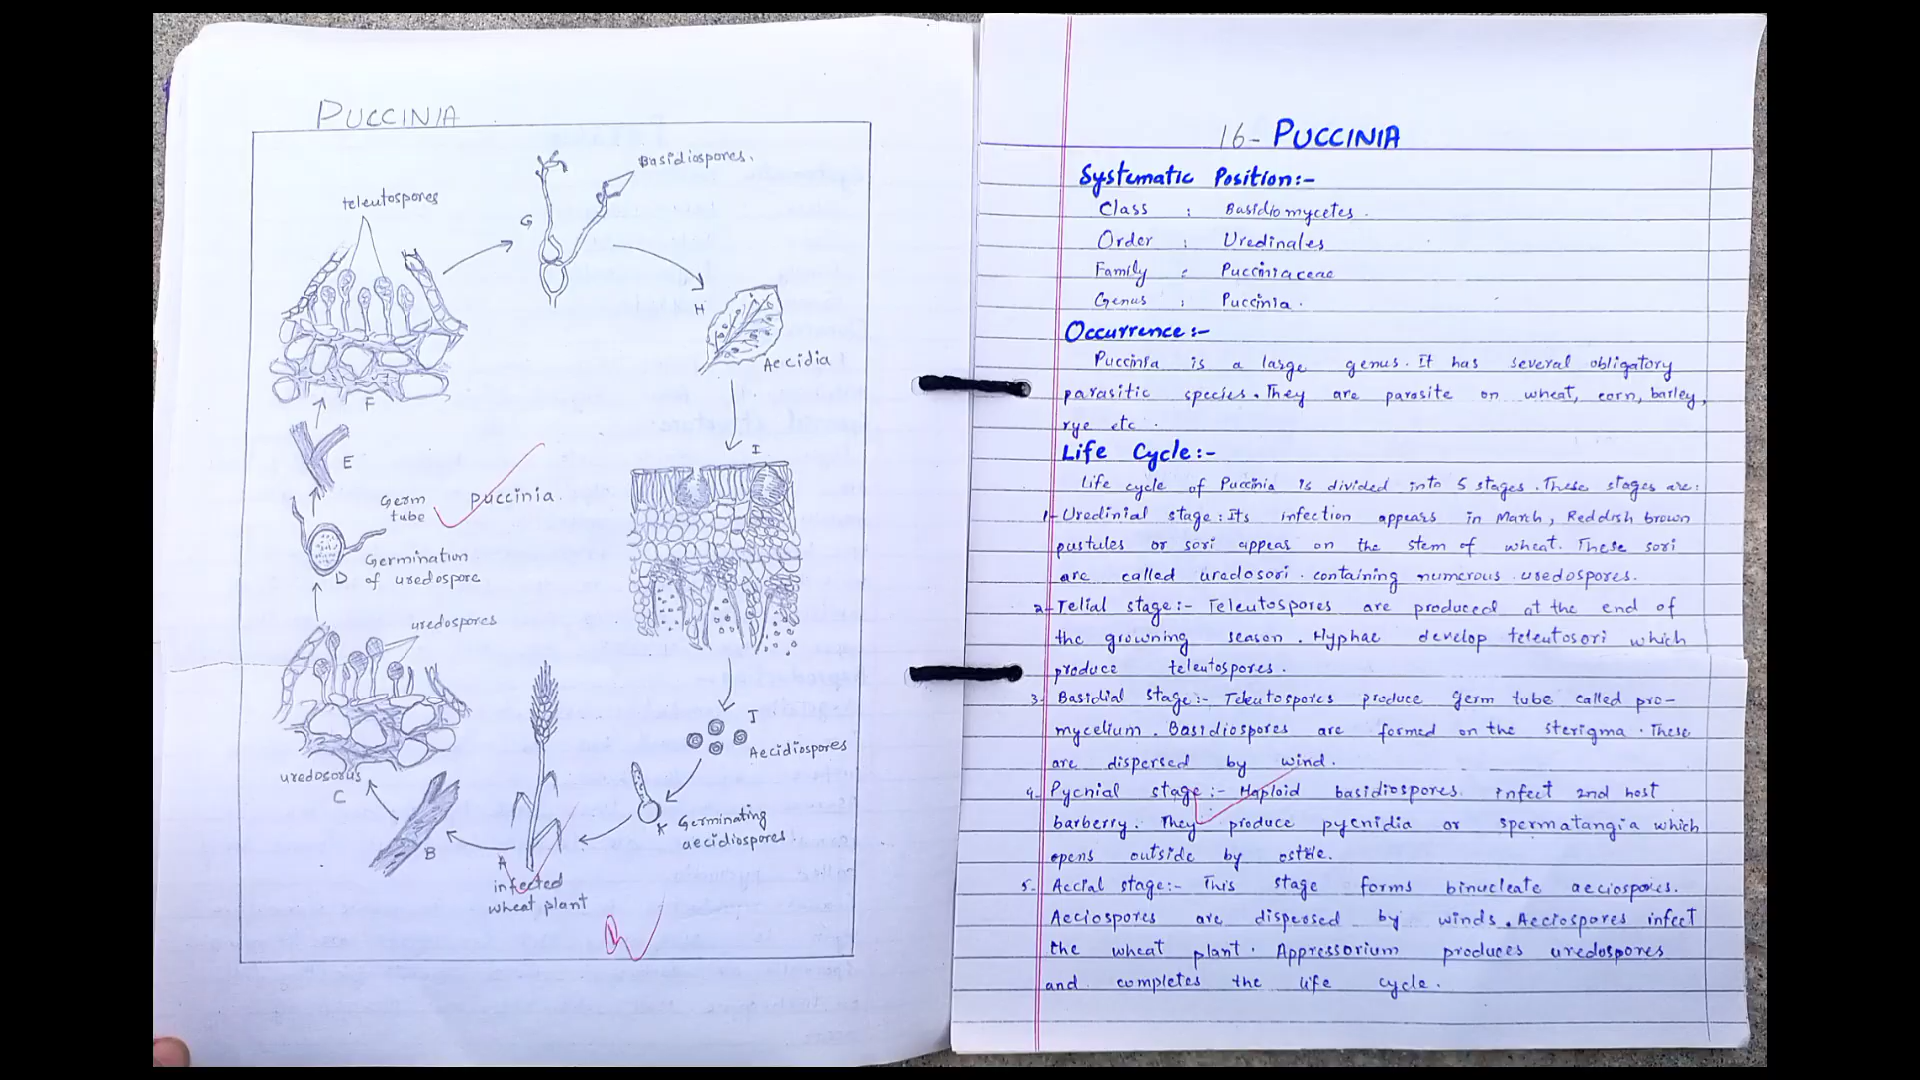 PUCCINIA
Basidiospores.
teleutospores
G
H
Aecidia
F
I
E
Germ
tube
puccinia.
Germination
of uredospore
D
uredospores
J
Aecidiospores
uredosorus
C
K Germinating
aecidiospores
B
A
infected
wheat plant
16- PUCCINIA
Systematic Position:-
Class : Basidiomycetes.
Order : Uredinales
Family : Pucciniaceae
Genus : Puccinia.
Occurrence:-
Puccinia is a large genus. It has several obligatory
parasitic species. They are parasite on wheat, corn, barley,
rye etc.
Life Cycle:-
Life cycle of Puccinia is divided into 5 stages. These stages are:
1- Uredinial stage: Its infection appears in March, Reddish brown
pustules or sori appear on the stem of wheat. These sori
are called uredosori. containing numerous uredospores.
2- Telial stage:- Teleutospores are produced at the end of
the growning season. Hyphae develop teleutosori which
produce teleutospores.
3- Basidial stage:- Teleutospores produce germ tube called pro-
mycelium. Basidiospores are formed on the sterigma. These
are dispersed by wind.
4- Pycnial stage:- Haploid basidiospores infect 2nd host
barberry. They produce pycnidia or spermatangia which
opens outside by
5- Aecial stage:- This stage forms binucleate aeciospores.
Aeciospores are dispessed by winds. Aeciospores infect
the wheat plant. Appressorium produces uredospores
and completes the life cycle.